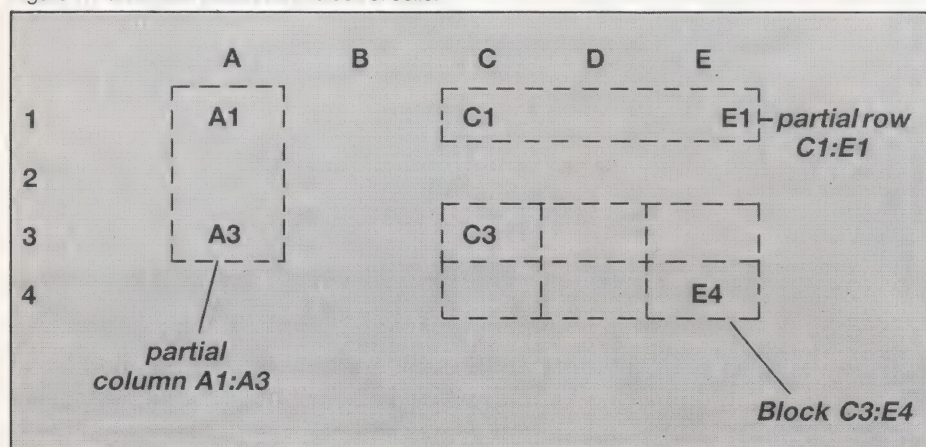 A B C D E
1 A1 C1 E1 partial row
C1:E1
2
3 A3 C3
4 E4
partial
column A1:A3
Block C3:E4